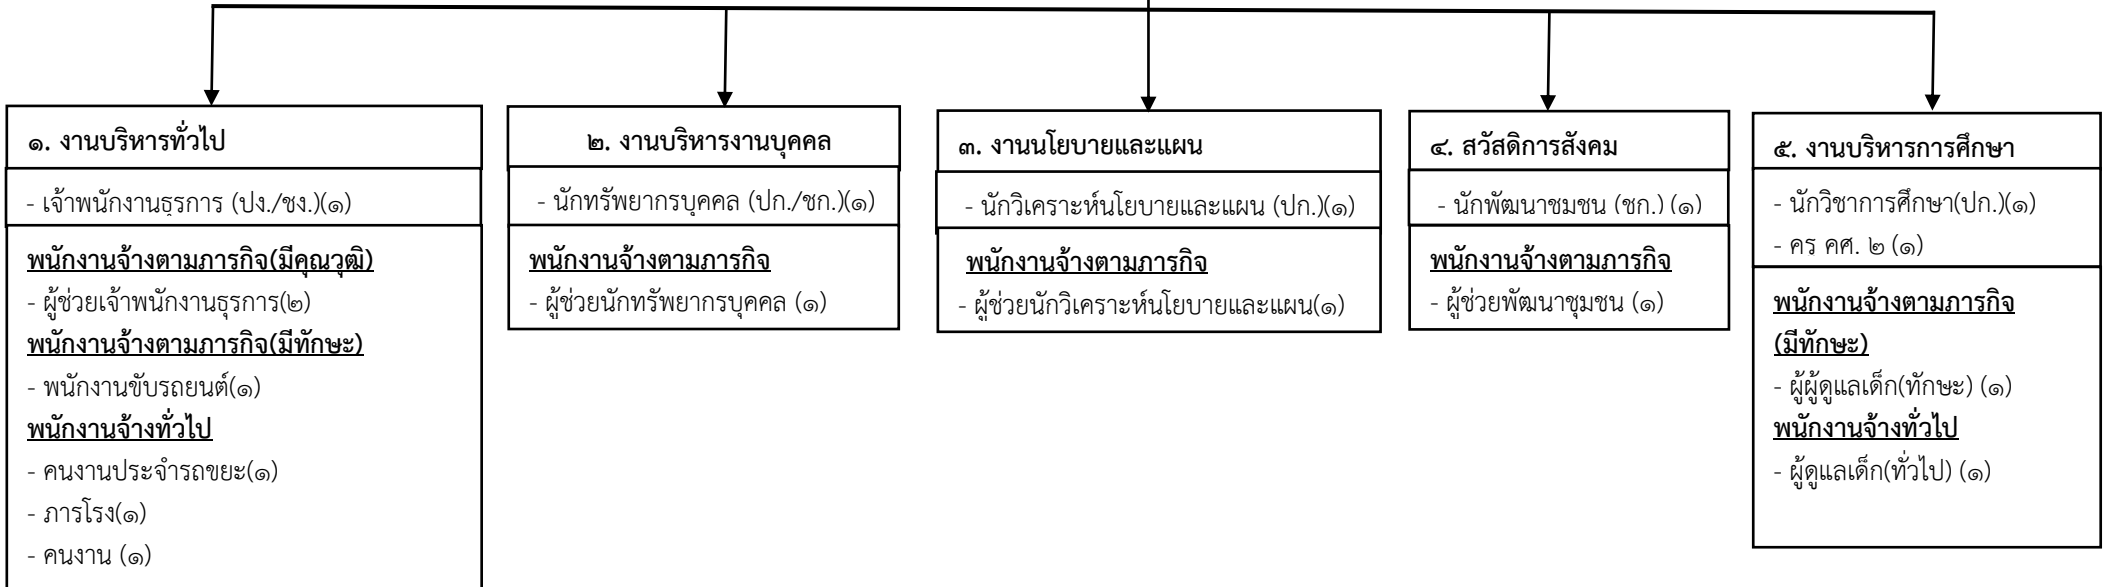 ๑. งานบริหารทั่วไป
- เจ้าพนักงานธุรการ (ปง./ชง.)(๑)
พนักงานจ้างตามภารกิจ(มีคุณวุฒิ)
- ผู้ช่วยเจ้าพนักงานธุรการ(๒)
พนักงานจ้างตามภารกิจ(มีทักษะ)
- พนักงานขับรถยนต์(๑)
พนักงานจ้างทั่วไป
- คนงานประจำรถขยะ(๑)
- ภารโรง(๑)
- คนงาน (๑)
๒. งานบริหารงานบุคคล
- นักทรัพยากรบุคคล (ปก./ชก.)(๑)
พนักงานจ้างตามภารกิจ
- ผู้ช่วยนักทรัพยากรบุคคล (๑)
๓. งานนโยบายและแผน
- นักวิเคราะห์นโยบายและแผน (ปก.)(๑)
พนักงานจ้างตามภารกิจ
- ผู้ช่วยนักวิเคราะห์นโยบายและแผน(๑)
๔. สวัสดิการสังคม
- นักพัฒนาชุมชน (ชก.) (๑)
พนักงานจ้างตามภารกิจ
- ผู้ช่วยพัฒนาชุมชน (๑)
๕. งานบริหารการศึกษา
- นักวิชาการศึกษา(ปก.)(๑)
- คร คศ. ๒ (๑)
พนักงานจ้างตามภารกิจ
(มีทักษะ)
- ผู้ผู้ดูแลเด็ก(ทักษะ) (๑)
พนักงานจ้างทั่วไป
- ผู้ดูแลเด็ก(ทั่วไป) (๑)